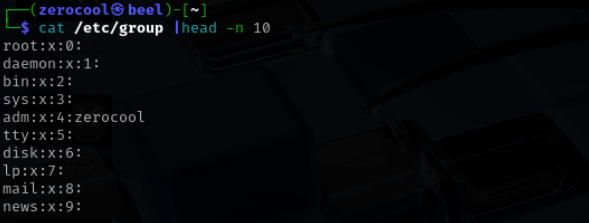 ┌──(zerocool㉿beel)-[~]
└─$ cat /etc/group |head -n 10
root:x:0:
daemon:x:1:
bin:x:2:
sys:x:3:
adm:x:4:zerocool
tty:x:5:
disk:x:6:
lp:x:7:
mail:x:8:
news:x:9: